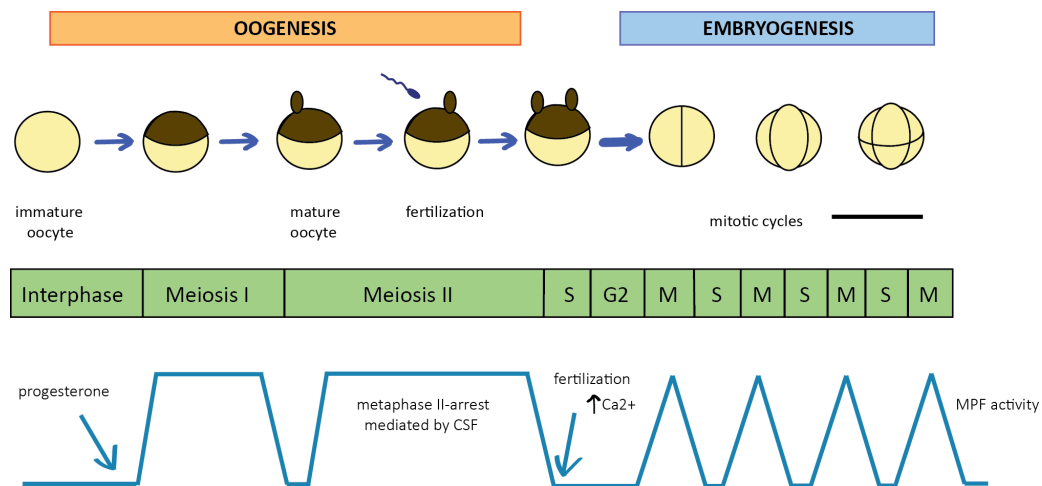 OOGENESIS
EMBRYOGENESIS
immature
oocyte
mature
oocyte
fertilization
mitotic cycles
Interphase
Meiosis I
Meiosis II
S
G2
M
S
M
S
M
S
M
progesterone
metaphase II-arrest
mediated by CSF
fertilization
↑Ca2+
MPF activity